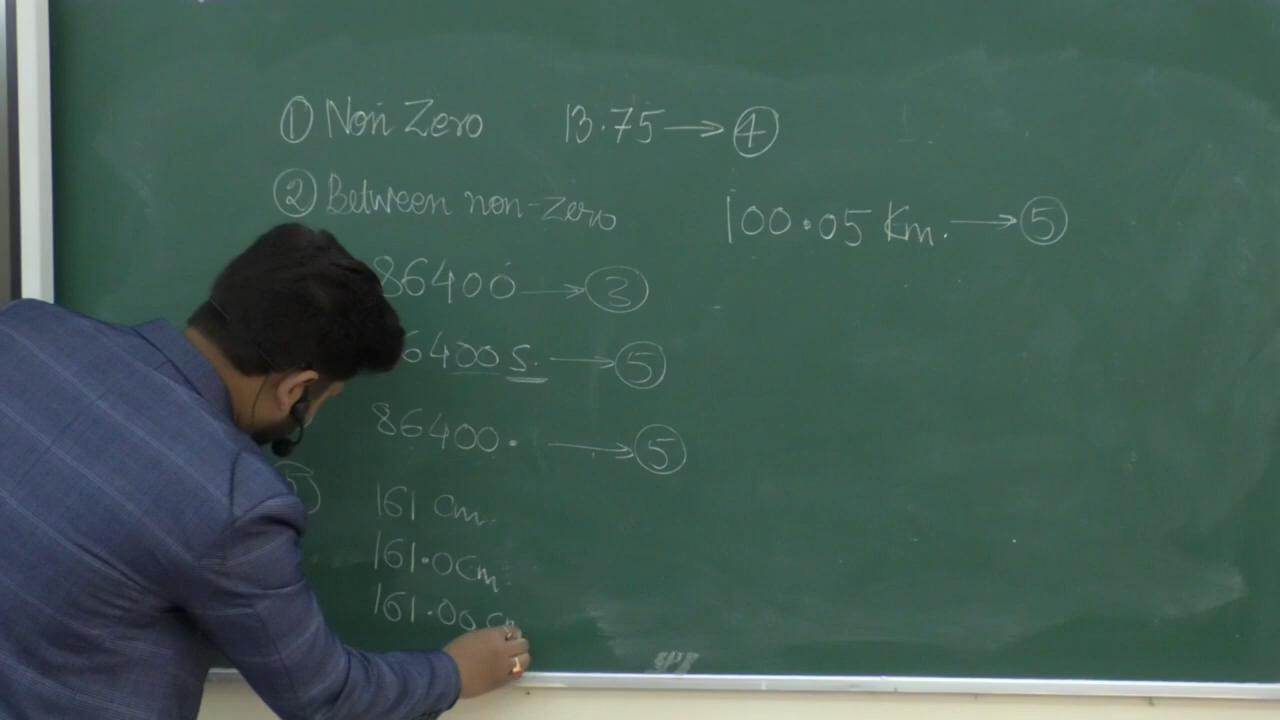 ① Non Zero 13.75 → ④
② Between non-zero 100.05 Km. → ⑤
86400 → ③
6400 s. → ⑤
86400. → ⑤
161 Cm.
161.0 Cm
161.00 c